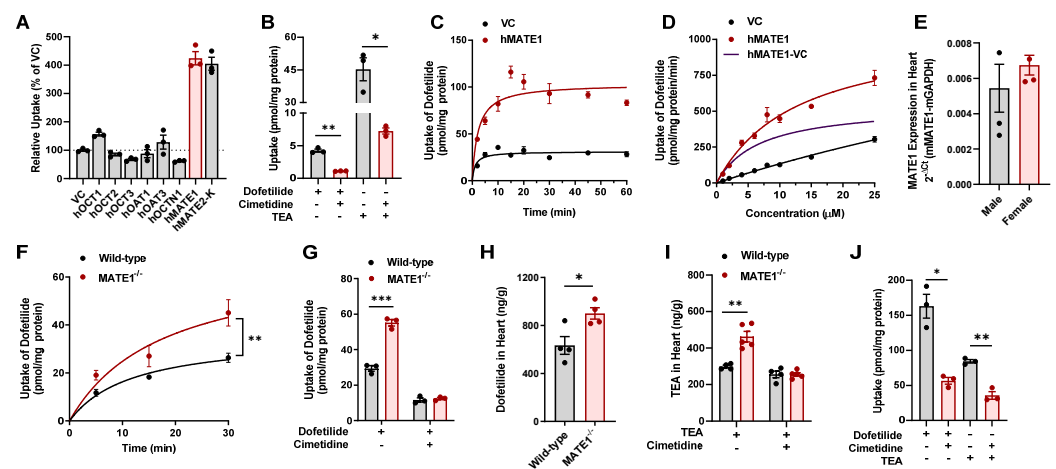 A
Relative Uptake (% of VC)
500
400
300
200
100
0
VC
hOCT1
hOCT2
hOCT3
hOAT1
hOAT3
hOCTN1
hMATE1
hMATE2-K
B
Uptake (pmol/mg protein)
60
45
30
10
5
0
**
*
Dofetilide + + - -
Cimetidine - + - +
TEA - - + +
C
VC
hMATE1
Uptake of Dofetilide
(pmol/mg protein)
150
100
50
0
0 10 20 30 40 50 60
Time (min)
D
VC
hMATE1
hMATE1-VC
Uptake of Dofetilide
(pmol/mg protein/min)
1000
750
500
250
0
0 5 10 15 20 25
Concentration (μM)
E
MATE1 Expression in Heart
2^-ΔCt (mMATE1-mGAPDH)
0.008
0.006
0.004
0.002
0.000
Male
Female
F
Wild-type
MATE1-/-
Uptake of Dofetilide
(pmol/mg protein)
60
40
20
0
0 10 20 30
Time (min)
**
G
Wild-type
MATE1-/-
Uptake of Dofetilide
(pmol/mg protein)
80
60
40
20
0
***
Dofetilide + +
Cimetidine - +
H
Dofetilide in Heart (ng/g)
1200
800
400
0
*
Wild-type
MATE1-/-
I
Wild-type
MATE1-/-
TEA in Heart (ng/g)
800
600
400
200
0
**
TEA + +
Cimetidine - +
J
Uptake (pmol/mg protein)
200
150
100
50
0
*
**
Dofetilide + + - -
Cimetidine - + - +
TEA - - + +